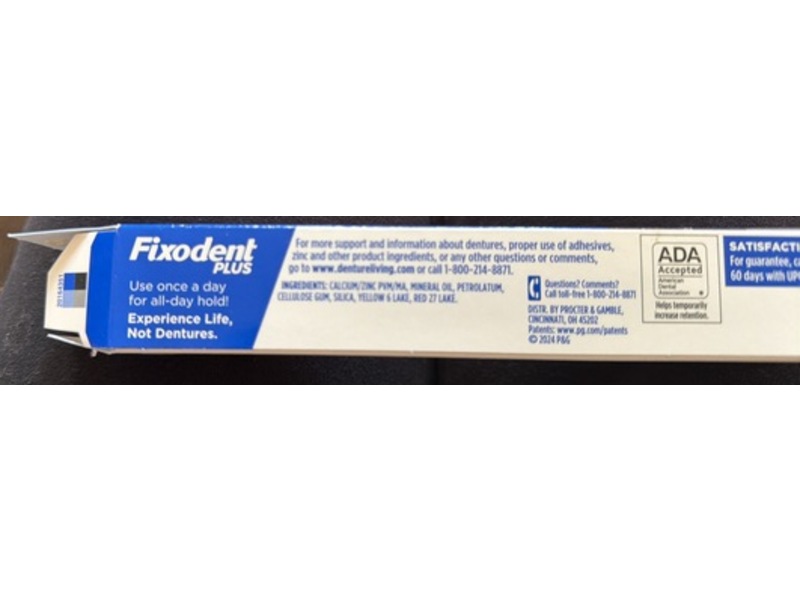 Fixodent
PLUS
Use once a day
for all-day hold!
Experience Life,
Not Dentures.
For more support and information about dentures, proper use of adhesives,
zinc and other product ingredients, or any other questions or comments,
go to www.dentureliving.com or call 1-800-214-8871.
INGREDIENTS: CALCIUM/ZINC PVM/MA, MINERAL OIL, PETROLATUM,
CELLULOSE GUM, SILICA, YELLOW 6 LAKE, RED 27 LAKE.
Questions? Comments?
Call toll-free 1-800-214-8871
DISTR. BY PROCTER & GAMBLE,
CINCINNATI, OH 45202
Patents: www.pg.com/patents
© 2024 P&G
ADA
Accepted
American
Dental
Association
Helps temporarily
increase retention.
SATISFACTI
For guarantee, ca
60 days with UP